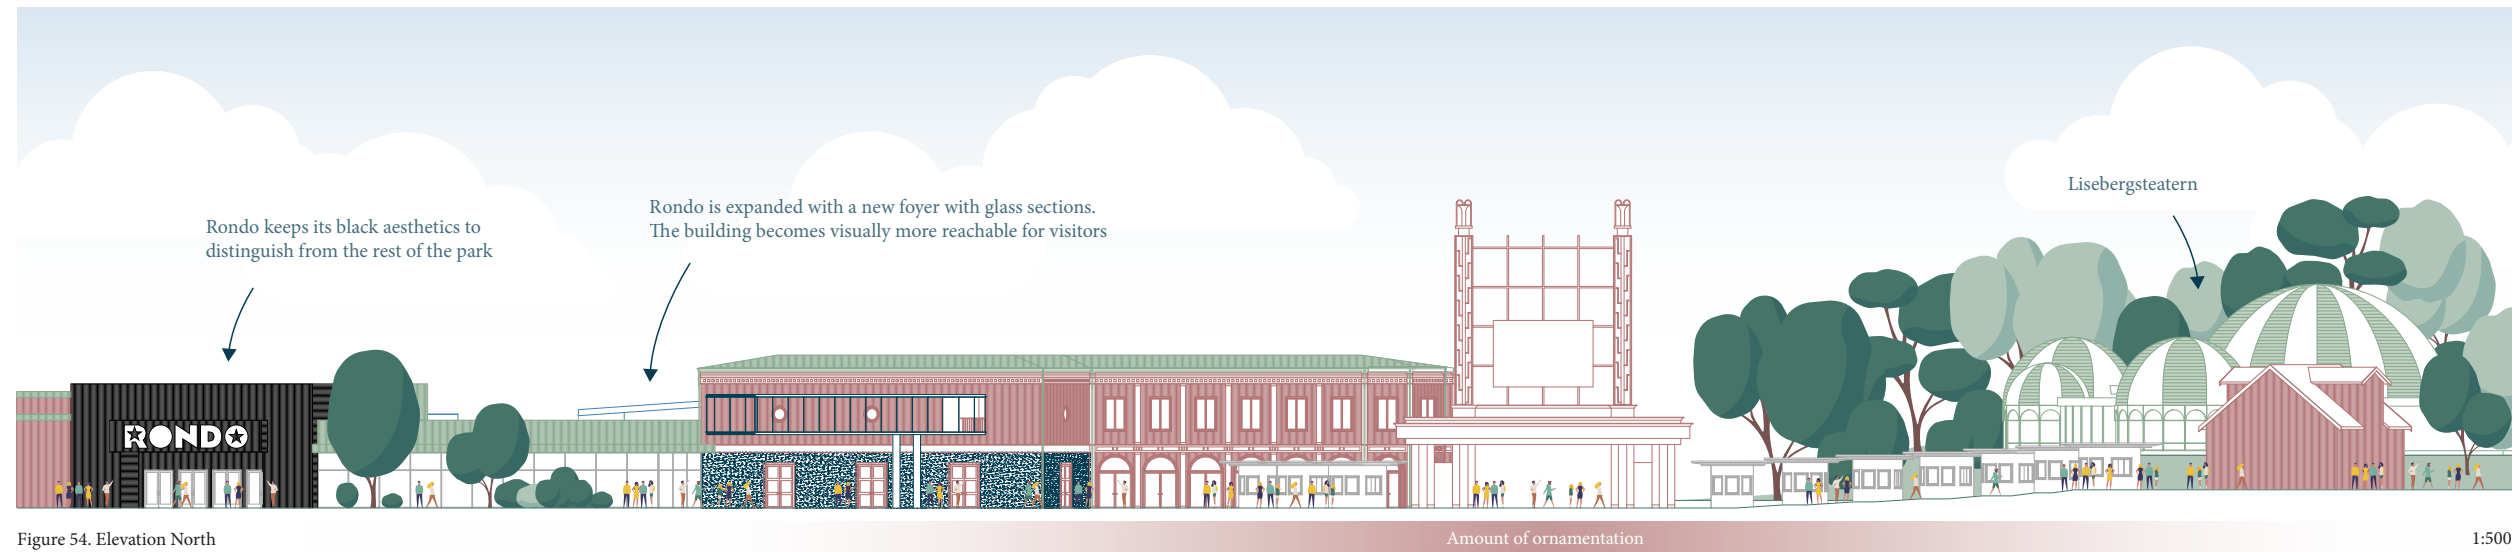 Lisebergsteatern
Rondo is expanded with a new foyer with glass sections.
The building becomes visually more reachable for visitors
Rondo keeps its black aesthetics to
distinguish from the rest of the park
RONDO
Figure 54. Elevation North
Amount of ornamentation
1:500